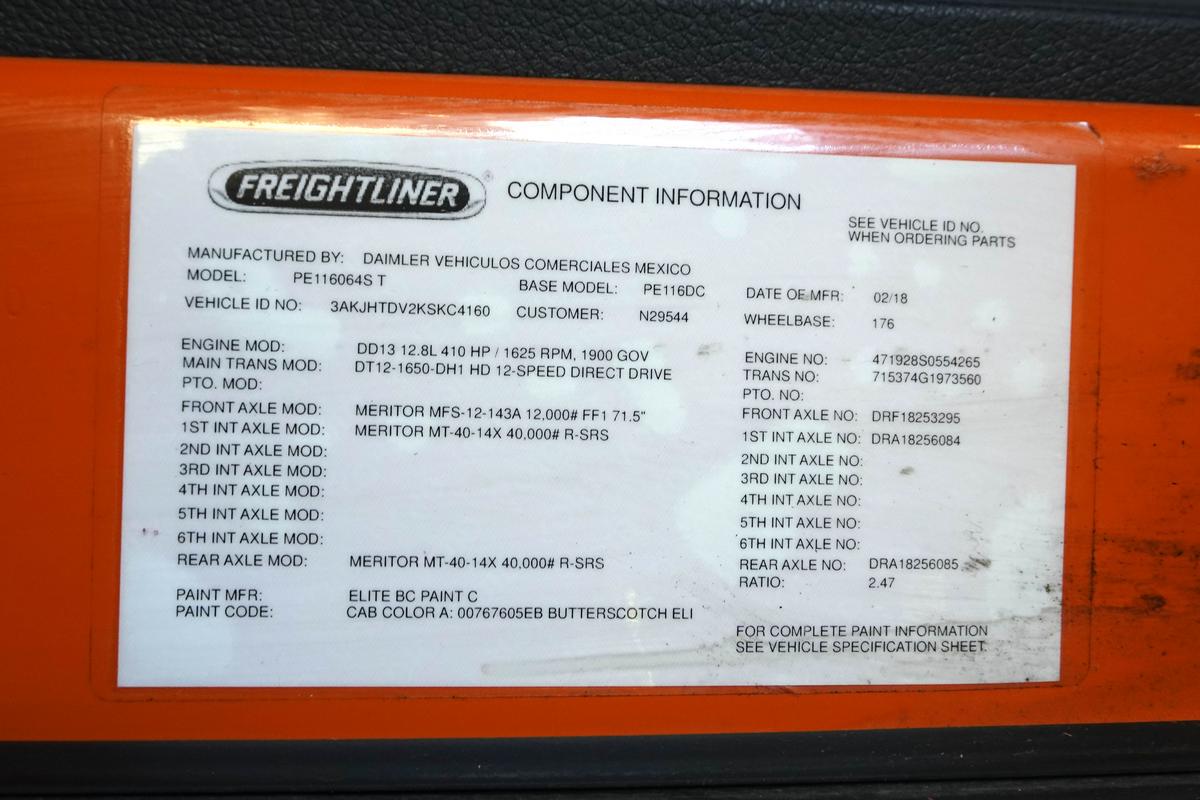 FREIGHTLINER ® COMPONENT INFORMATION
SEE VEHICLE ID NO.
WHEN ORDERING PARTS
MANUFACTURED BY: DAIMLER VEHICULOS COMERCIALES MEXICO
MODEL: PE116064S T BASE MODEL: PE116DC DATE OF MFR: 02/18
VEHICLE ID NO: 3AKJHTDV2KSKC4160 CUSTOMER: N29544 WHEELBASE: 176
ENGINE MOD: DD13 12.8L 410 HP / 1625 RPM, 1900 GOV ENGINE NO: 471928S0554265
MAIN TRANS MOD: DT12-1650-DH1 HD 12-SPEED DIRECT DRIVE TRANS NO: 715374G1973560
PTO. MOD: PTO. NO:
FRONT AXLE MOD: MERITOR MFS-12-143A 12,000# FF1 71.5" FRONT AXLE NO: DRF18253295
1ST INT AXLE MOD: MERITOR MT-40-14X 40,000# R-SRS 1ST INT AXLE NO: DRA18256084
2ND INT AXLE MOD: 2ND INT AXLE NO:
3RD INT AXLE MOD: 3RD INT AXLE NO:
4TH INT AXLE MOD: 4TH INT AXLE NO:
5TH INT AXLE MOD: 5TH INT AXLE NO:
6TH INT AXLE MOD: 6TH INT AXLE NO:
REAR AXLE MOD: MERITOR MT-40-14X 40,000# R-SRS REAR AXLE NO: DRA18256085
RATIO: 2.47
PAINT MFR: ELITE BC PAINT C
PAINT CODE: CAB COLOR A: 00767605EB BUTTERSCOTCH ELI
FOR COMPLETE PAINT INFORMATION
SEE VEHICLE SPECIFICATION SHEET.